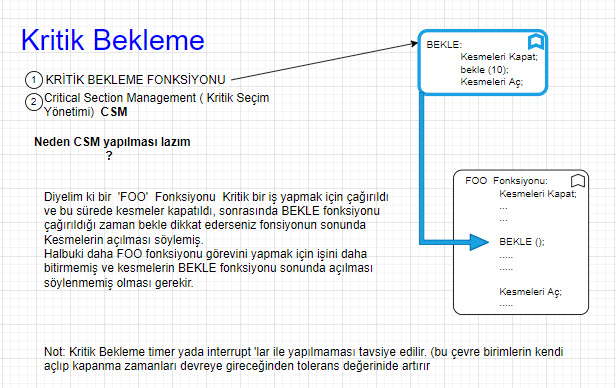 Kritik Bekleme
1 KRİTİK BEKLEME FONKSİYONU
2 Critical Section Management ( Kritik Seçim
Yönetimi) CSM
Neden CSM yapılması lazım
?
Diyelim ki bir 'FOO' Fonksiyonu Kritik bir iş yapmak için çağırıldı
ve bu sürede kesmeler kapatıldı, sonrasında BEKLE fonksiyonu
çağırıldığı zaman bekle dikkat ederseniz fonsiyonun sonunda
Kesmelerin açılması söylemiş.
Halbuki daha FOO fonksiyonu görevini yapmak için işini daha
bitirmemiş ve kesmelerin BEKLE fonksiyonu sonunda açılması
söylenmemiş olması gerekir.
Not: Kritik Bekleme timer yada interrupt 'lar ile yapılmaması tavsiye edilir. (bu çevre birimlerin kendi
açlıp kapanma zamanları devreye gireceğinden tolerans değerinide artırır
BEKLE:
Kesmeleri Kapat;
bekle (10);
Kesmeleri Aç;
FOO Fonksiyonu:
Kesmeleri Kapat;
...
...
BEKLE ();
.....
.....
Kesmeleri Aç;
.....